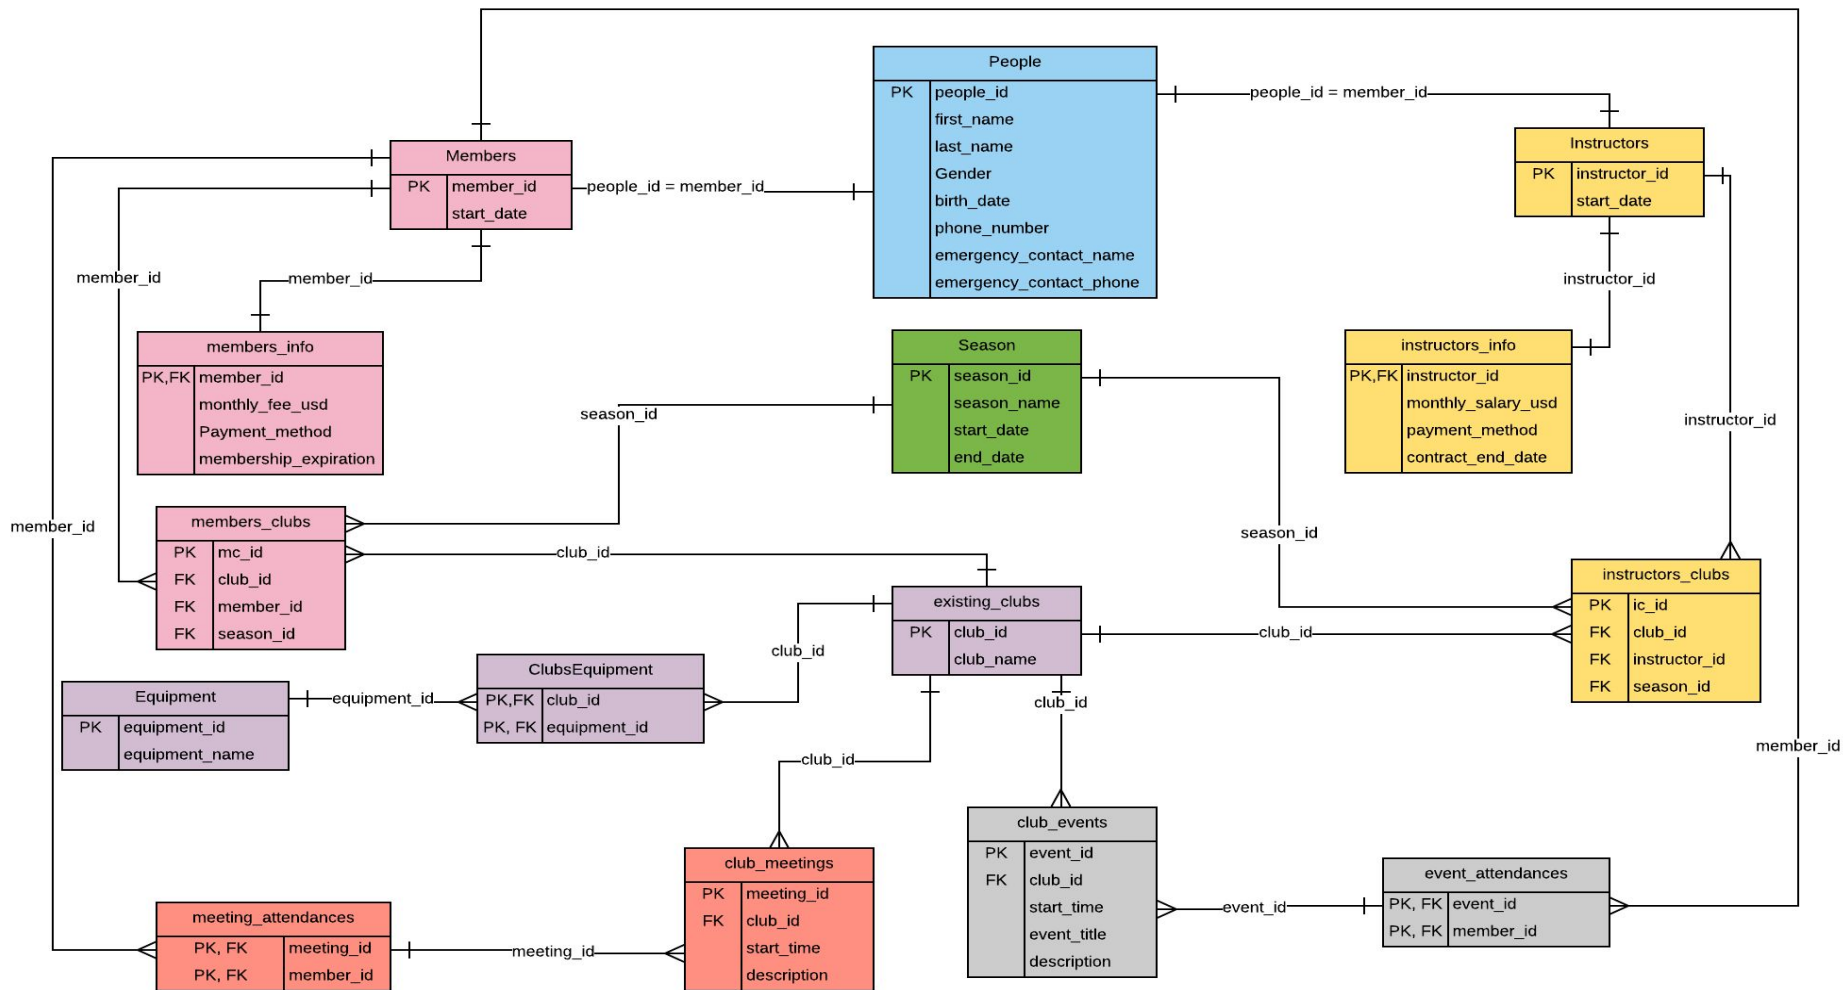 People
PK people_id
first_name
last_name
Gender
birth_date
phone_number
emergency_contact_name
emergency_contact_phone
people_id = member_id
Instructors
PK instructor_id
start_date
Members
PK member_id
start_date
people_id = member_id
member_id
member_id
instructor_id
members_info
PK,FK member_id
monthly_fee_usd
Payment_method
membership_expiration
Season
PK season_id
season_name
start_date
end_date
instructors_info
PK,FK instructor_id
monthly_salary_usd
payment_method
contract_end_date
season_id
instructor_id
member_id
members_clubs
PK mc_id
FK club_id
FK member_id
FK season_id
club_id
season_id
existing_clubs
PK club_id
club_name
club_id
instructors_clubs
PK ic_id
FK club_id
FK instructor_id
FK season_id
club_id
Equipment
PK equipment_id
equipment_name
equipment_id
ClubsEquipment
PK,FK club_id
PK, FK equipment_id
club_id
club_id
member_id
club_events
PK event_id
FK club_id
start_time
event_title
description
club_meetings
PK meeting_id
FK club_id
start_time
description
event_attendances
PK, FK event_id
PK, FK member_id
event_id
meeting_attendances
PK, FK meeting_id
PK, FK member_id
meeting_id